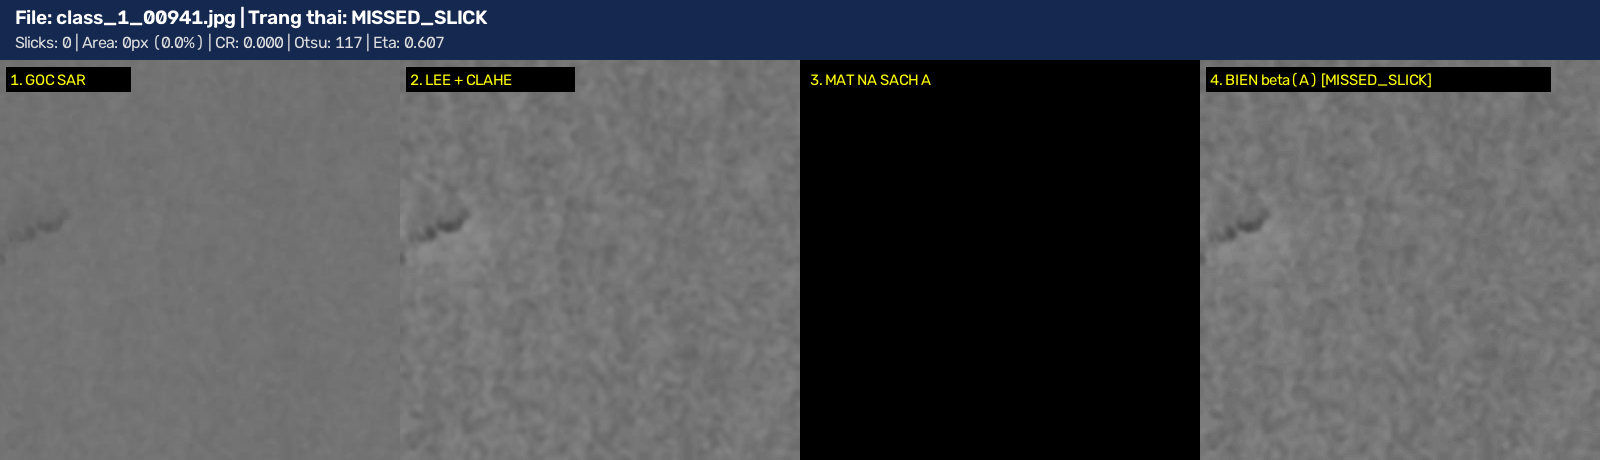 File: class_1_00941.jpg | Trang thai: MISSED_SLICK
Slicks: 0 | Area: 0px (0.0%) | CR: 0.000 | Otsu: 117 | Eta: 0.607
1. GOC SAR
2. LEE + CLAHE
3. MAT NA SACH A
4. BIEN beta(A) [MISSED_SLICK]